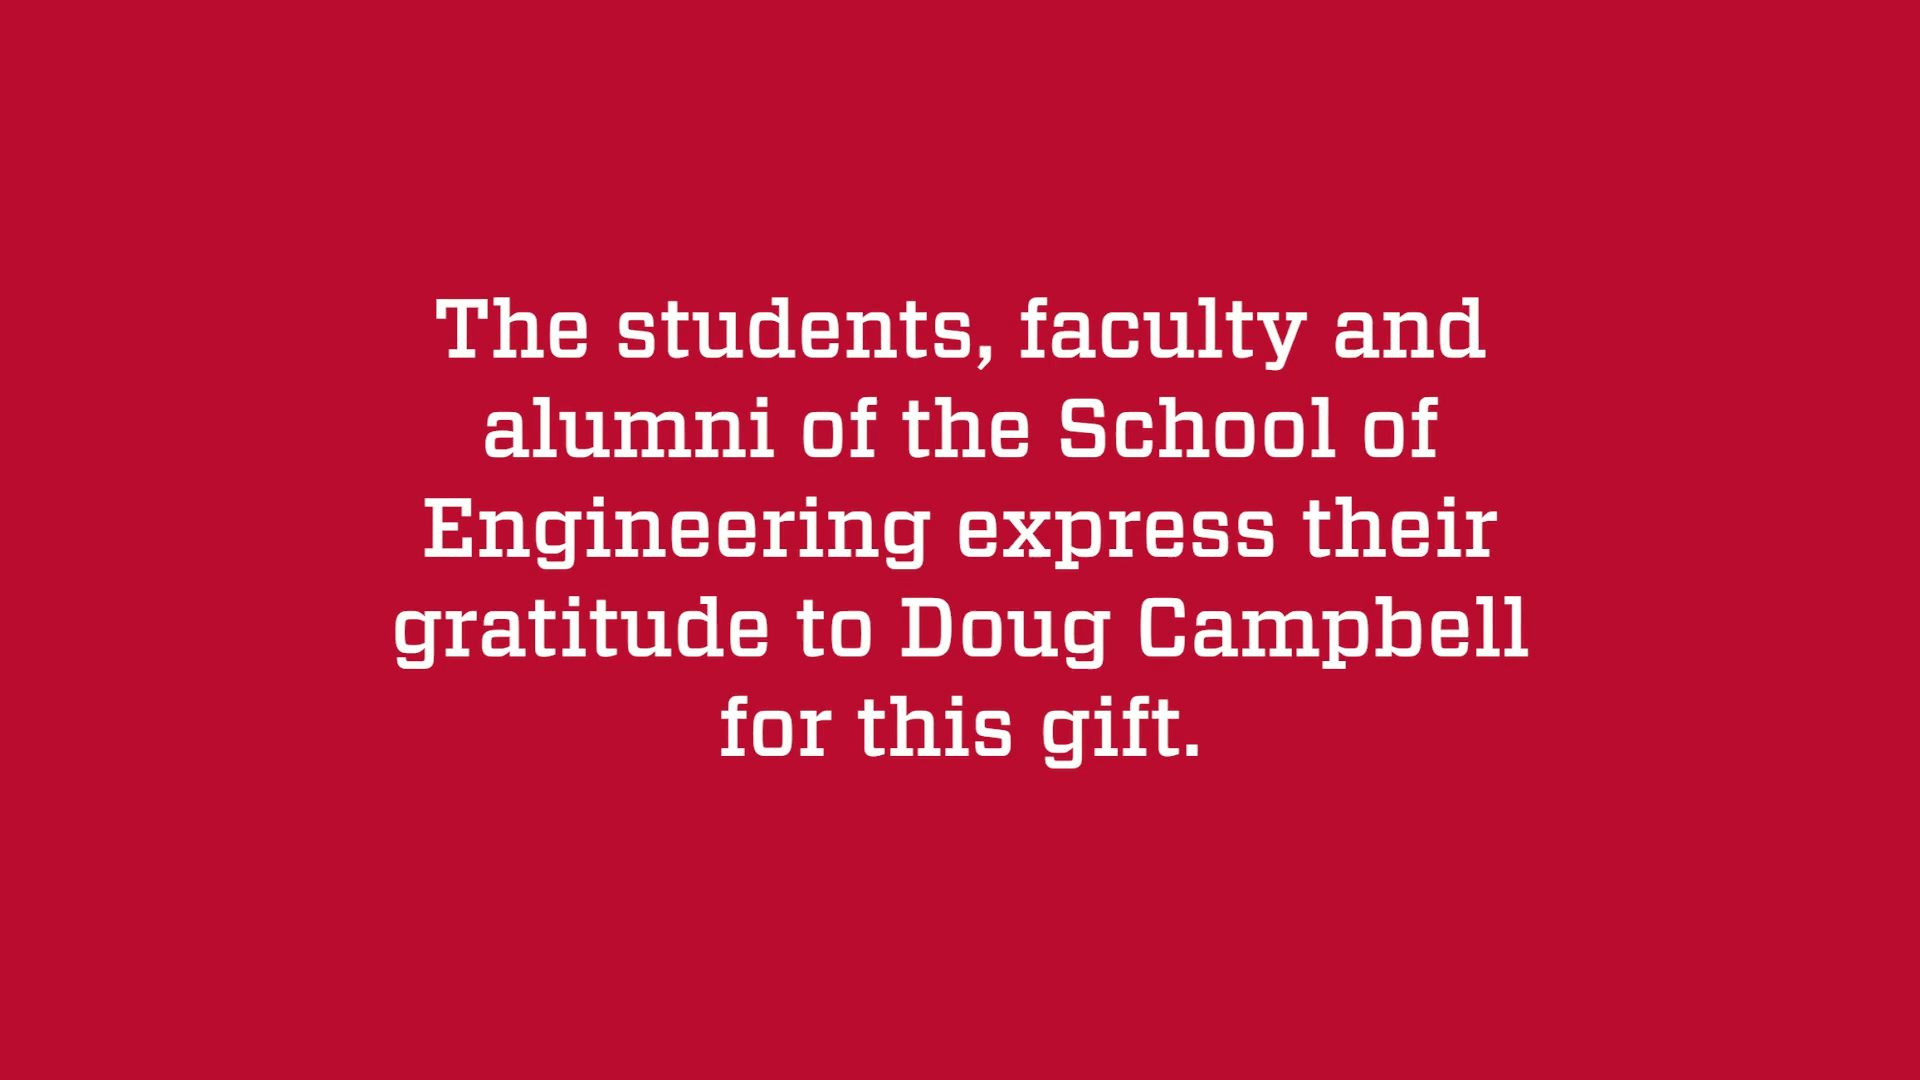 The students, faculty and
alumni of the School of
Engineering express their
gratitude to Doug Campbell
for this gift.